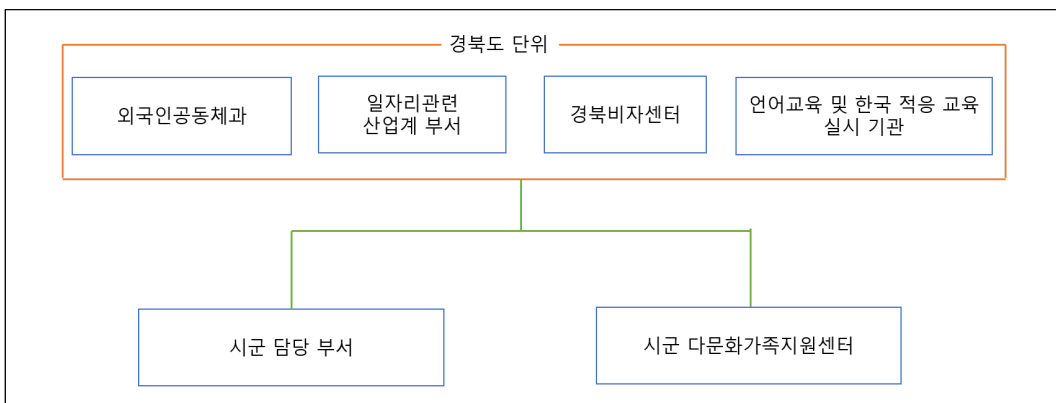 경북도 단위
외국인공동체과
일자리관련
산업계 부서
경북비자센터
언어교육 및 한국 적응 교육
실시 기관
시군 담당 부서
시군 다문화가족지원센터